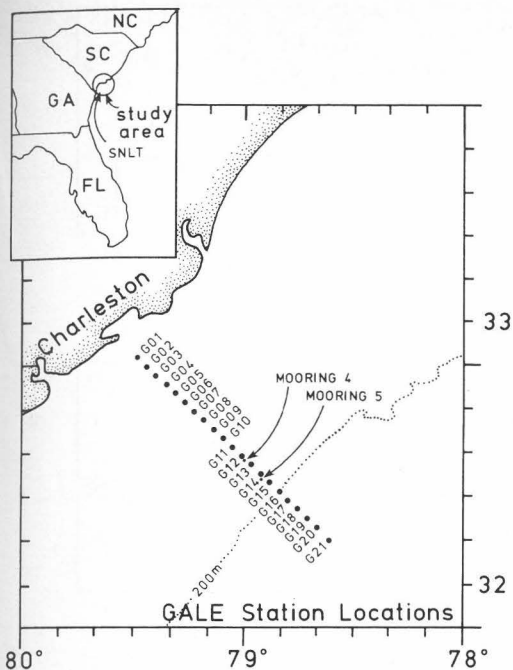 NC
SC
GA
study
area
SNLT
FL
Charleston
33
G01
G02
G03
G04
G05
G06
G07
G08
G09
G10
MOORING 4
MOORING 5
G11
G12
G13
G14
G15
G16
G17
G18
G19
G20
G21
200m
32
GALE Station Locations
80°
79°
78°